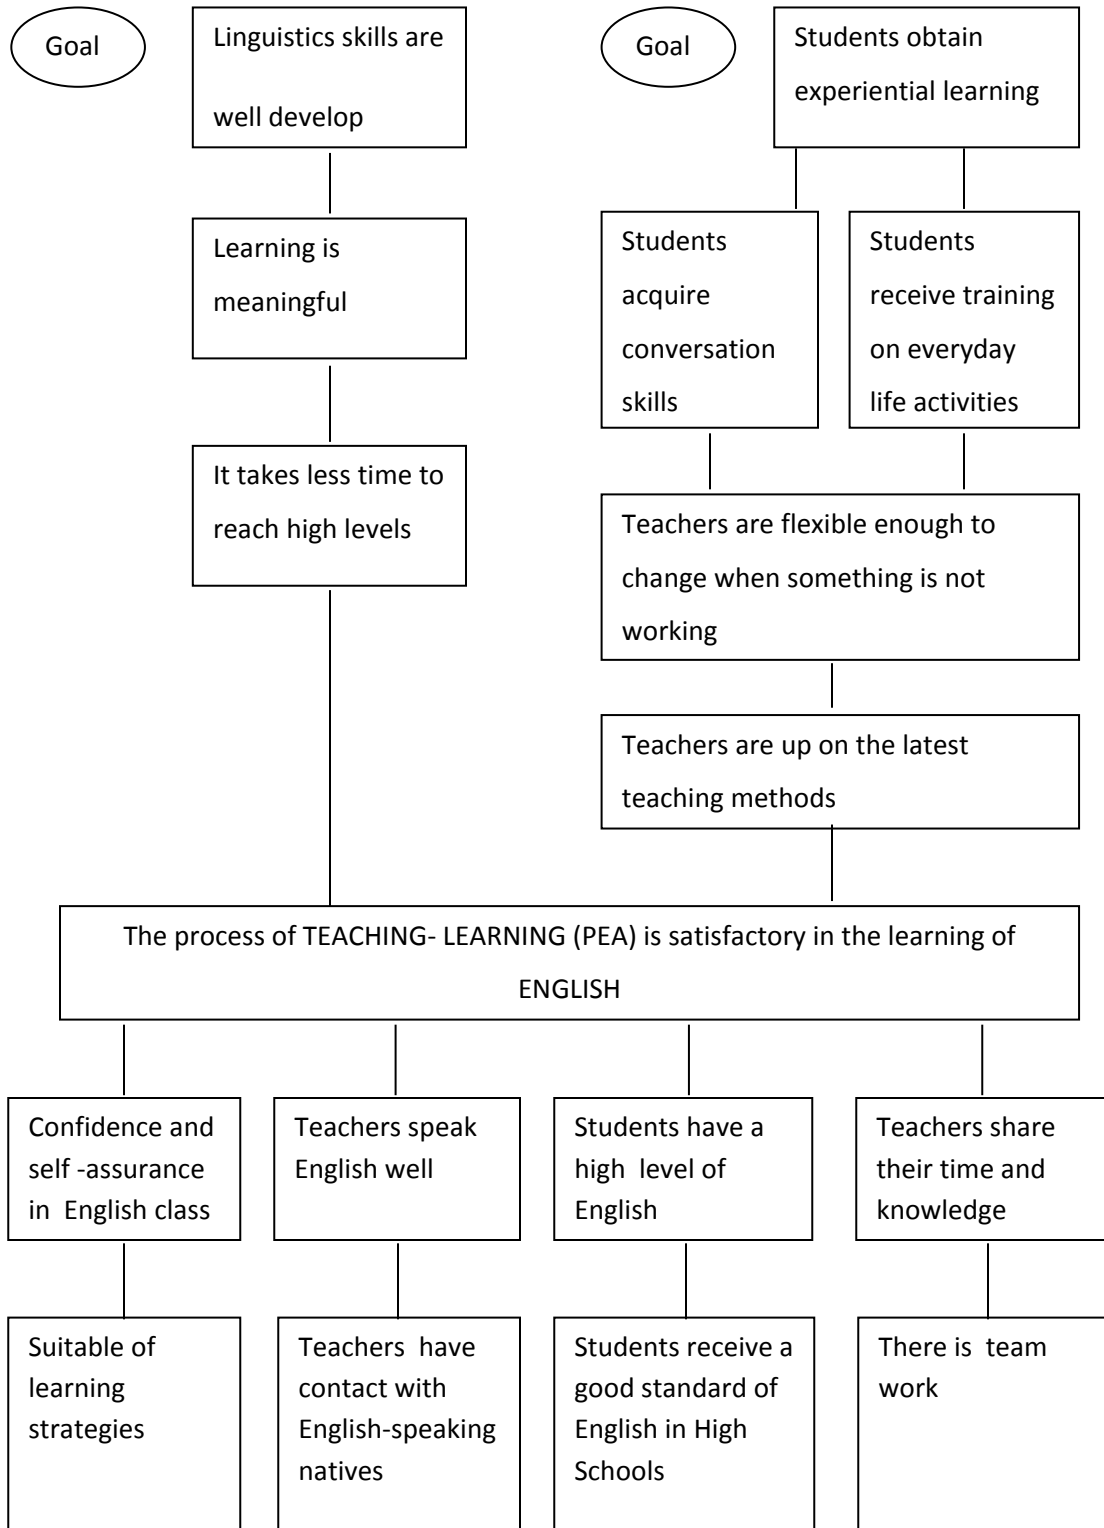 Goal
Linguistics skills are
well develop
Goal
Students obtain
experiential learning
Learning is
meaningful
Students
acquire
conversation
skills
Students
receive training
on everyday
life activities
It takes less time to
reach high levels
Teachers are flexible enough to
change when something is not
working
Teachers are up on the latest
teaching methods
The process of TEACHING- LEARNING (PEA) is satisfactory in the learning of
ENGLISH
Confidence and
self -assurance
in English class
Teachers speak
English well
Students have a
high level of
English
Teachers share
their time and
knowledge
Suitable of
learning
strategies
Teachers have
contact with
English-speaking
natives
Students receive a
good standard of
English in High
Schools
There is team
work